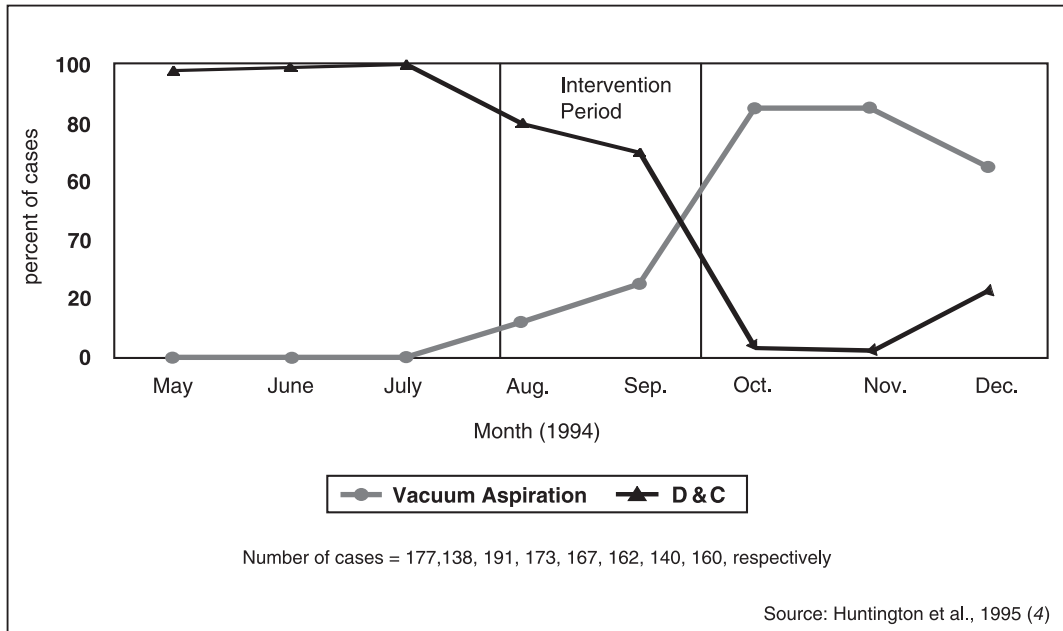 100
80
60
70
20
0
percent of cases
Intervention
Period
May June July Aug. Sep. Oct. Nov. Dec.
Month (1994)
Vacuum Aspiration D & C
Number of cases = 177,138, 191, 173, 167, 162, 140, 160, respectively
Source: Huntington et al., 1995 (4)